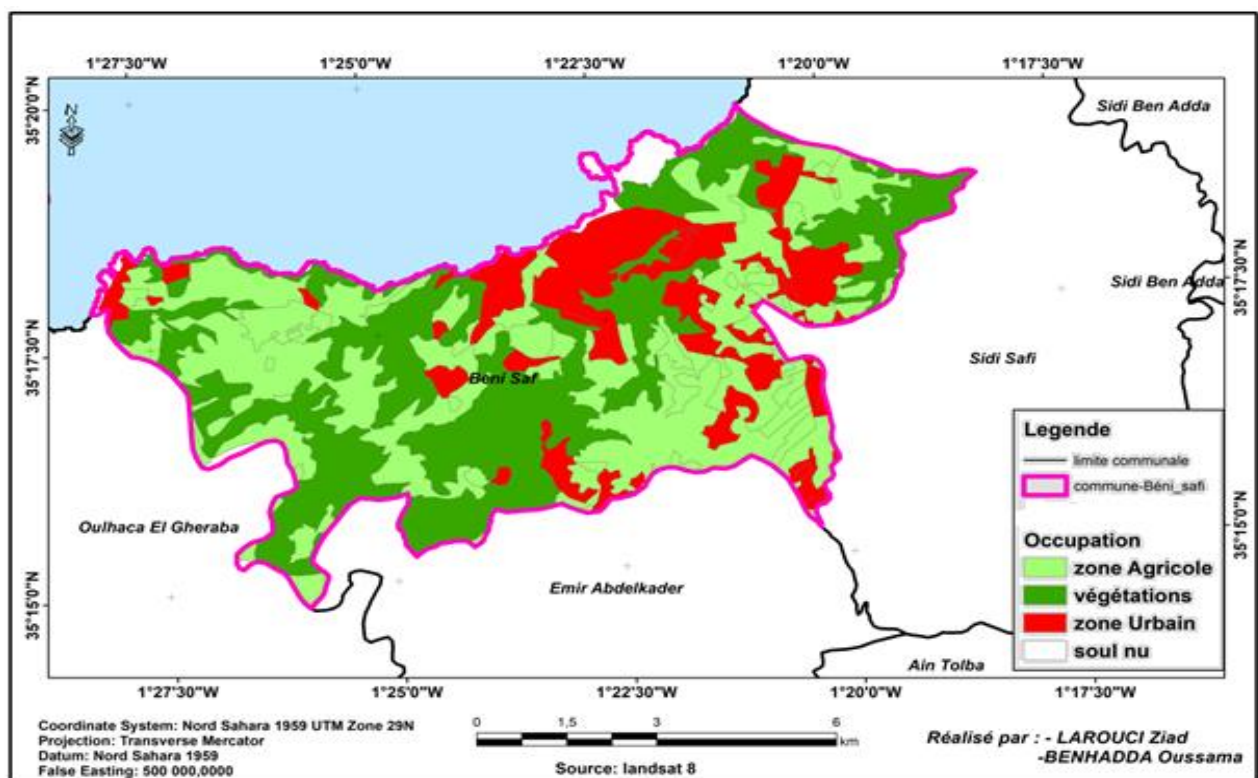 1°27'30"W 1°25'0"W 1°22'30"W 1°20'0"W 1°17'30"W
35°20'0"N
N
Sidi Ben Adda
35°17'30"N
Sidi Ben Adda
35°17'30"N
Sidi Safi
Béni Saf
Legende
limite communale
commune-Béni_safi
Oulhaca El Gheraba
35°15'0"N
Occupation
zone Agricole
végétations
zone Urbain
soul nu
Emir Abdelkader
35°15'0"N
Ain Tolba
1°27'30"W 1°25'0"W 1°22'30"W 1°20'0"W 1°17'30"W
Coordinate System: Nord Sahara 1959 UTM Zone 29N
Projection: Transverse Mercator
Datum: Nord Sahara 1959
False Easting: 500 000,0000
0 1,5 3 6
km
Source: landsat 8
Réalisé par : - LAROUCI Ziad
-BENHADDA Oussama